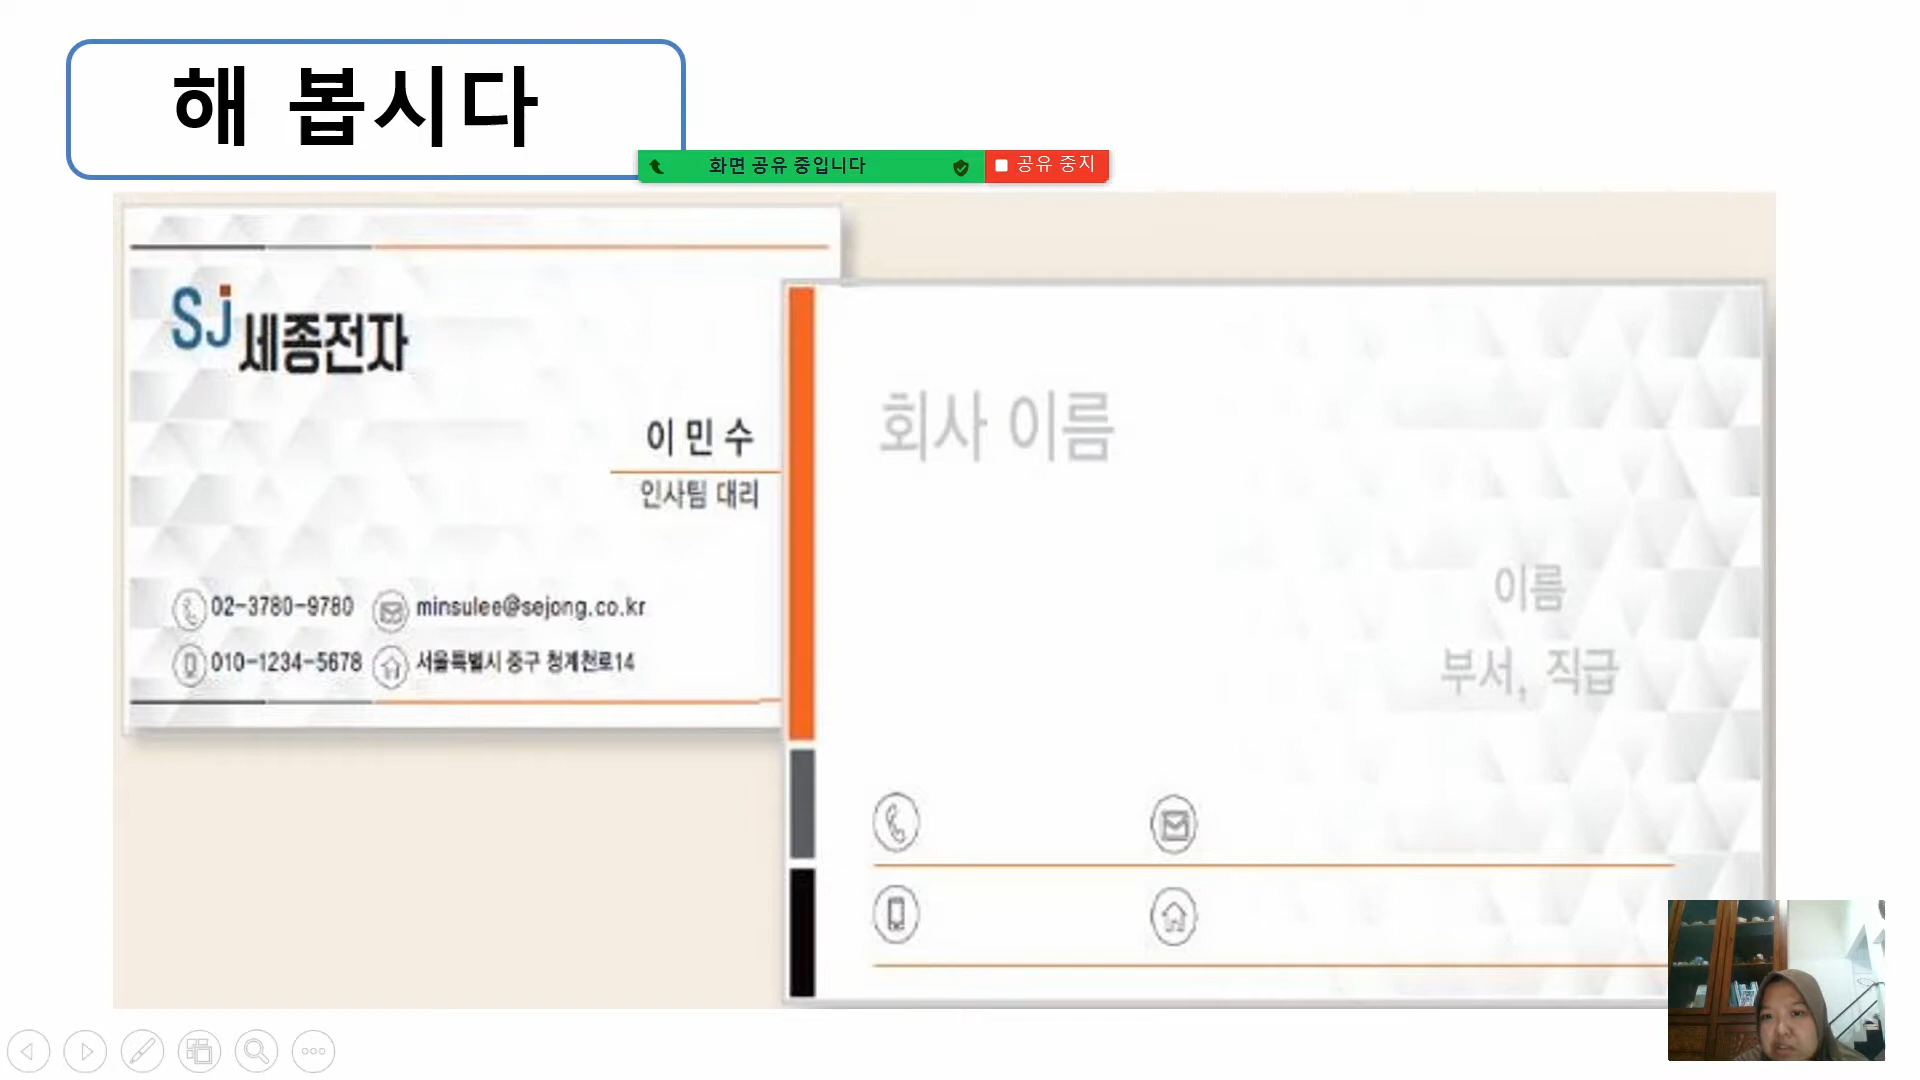 해 봅시다
화면 공유 중입니다
공유 중지
Sj 세종전자
이 민 수
인사팀 대리
02-3780-9780
minsulee@sejong.co.kr
010-1234-5678
서울특별시 중구 청계천로14
회사 이름
이름
부서, 직급